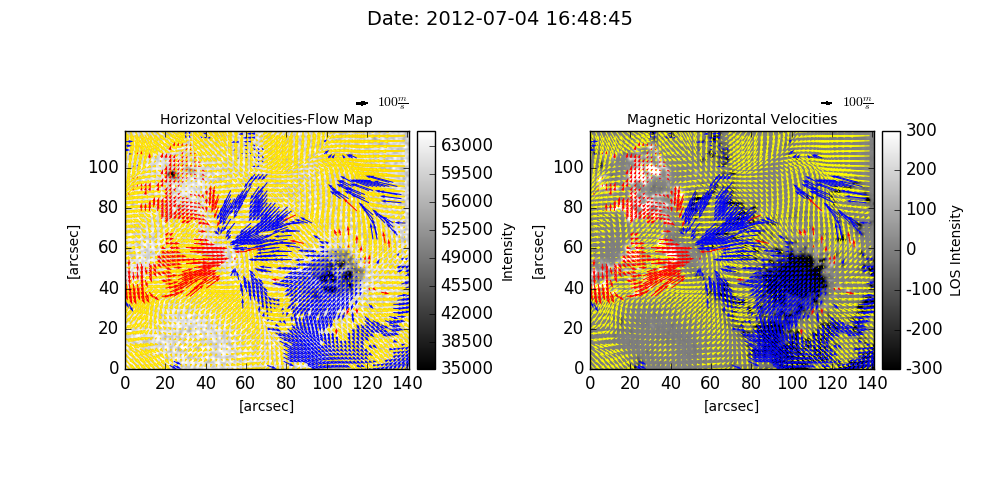 Date: 2012-07-04 16:48:45
100 m/s
Horizontal Velocities-Flow Map
[arcsec]
100
80
60
40
20
0
0 20 40 60 80 100 120 140
[arcsec]
63000
59500
56000
52500
49000
45500
42000
38500
35000
Intensity
100 m/s
Magnetic Horizontal Velocities
[arcsec]
100
80
60
40
20
0
0 20 40 60 80 100 120 140
[arcsec]
300
200
100
0
-100
-200
-300
LOS Intensity